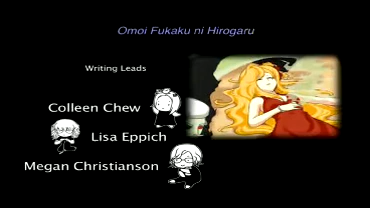 Omoi Fukaku ni Hirogaru
Writing Leads
Colleen Chew
Lisa Eppich
Megan Christianson